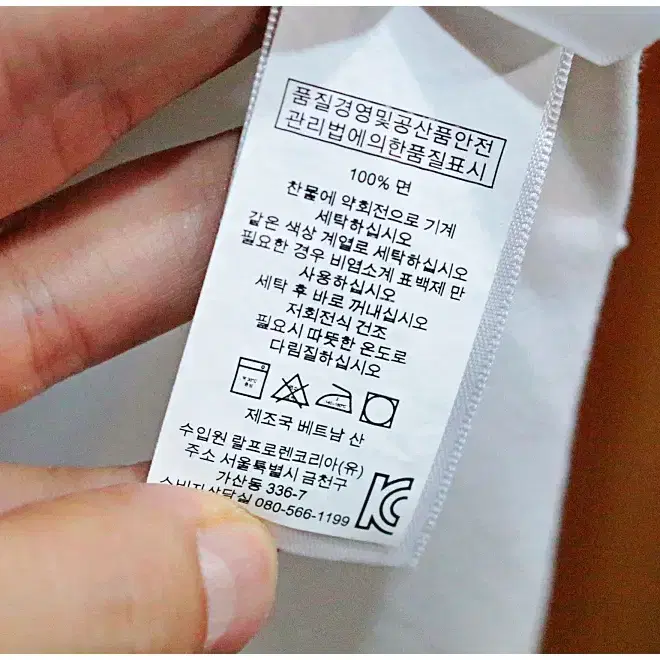 품질경영및공산품안전
관리법에의한품질표시
100% 면
찬물에 약회전으로 기계
세탁하십시오
같은 색상 계열로 세탁하십시오
필요한 경우 비염소계 표백제 만
사용하십시오
세탁 후 바로 꺼내십시오
저회전식 건조
필요시 따뜻한 온도로
다림질하십시오
제조국 베트남 산
수입원 랄프로렌코리아(유)
주소 서울특별시 금천구
가산동 336-7
소비자상담실 080-566-1199